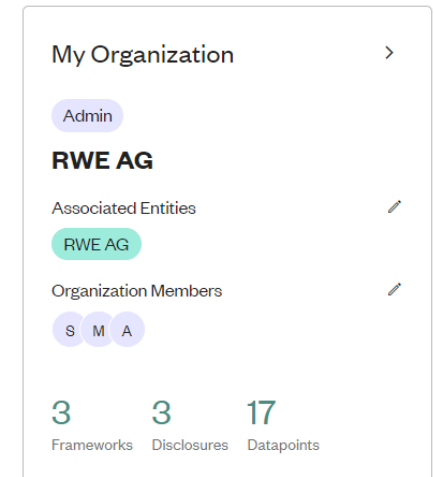 My Organization
Admin
RWE AG
Associated Entities
RWE AG
Organization Members
S M A
3 3 17
Frameworks Disclosures Datapoints